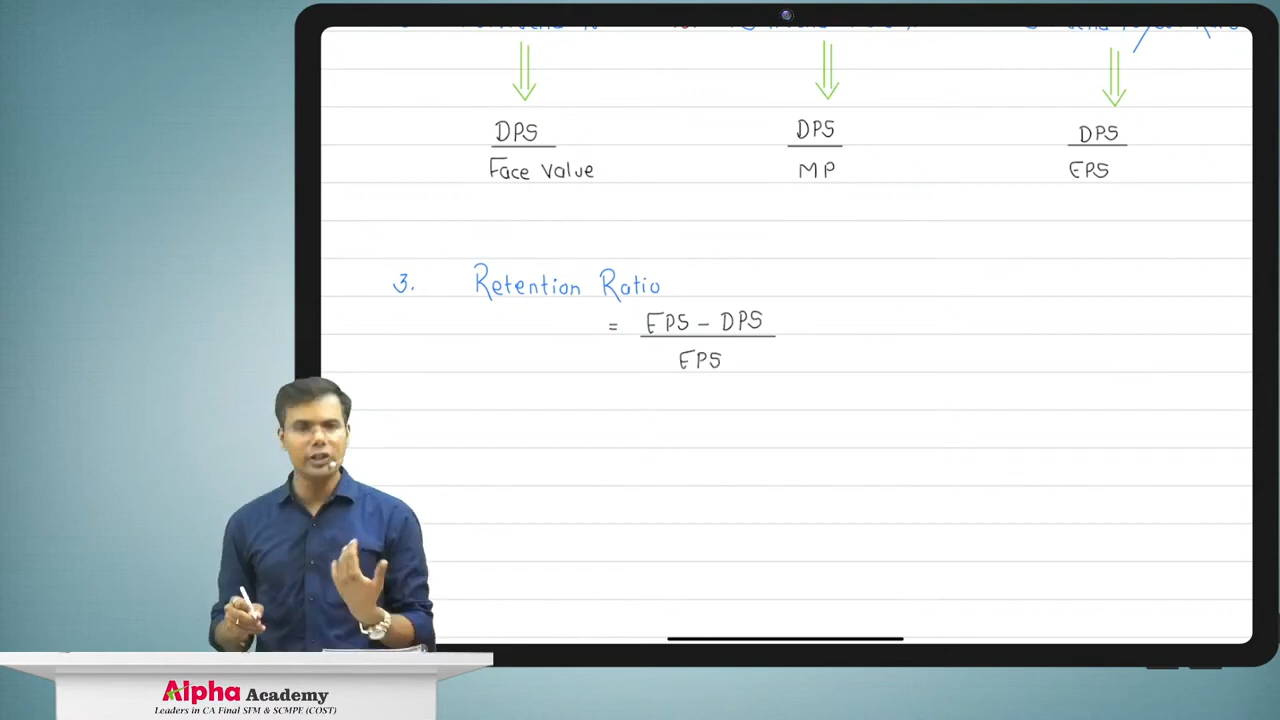 DPS
Face Value
DPS
MP
DPS
EPS
3. Retention Ratio
= EPS - DPS
EPS
Alpha Academy
Leaders in CA Final SFM & SCMPE (COST)